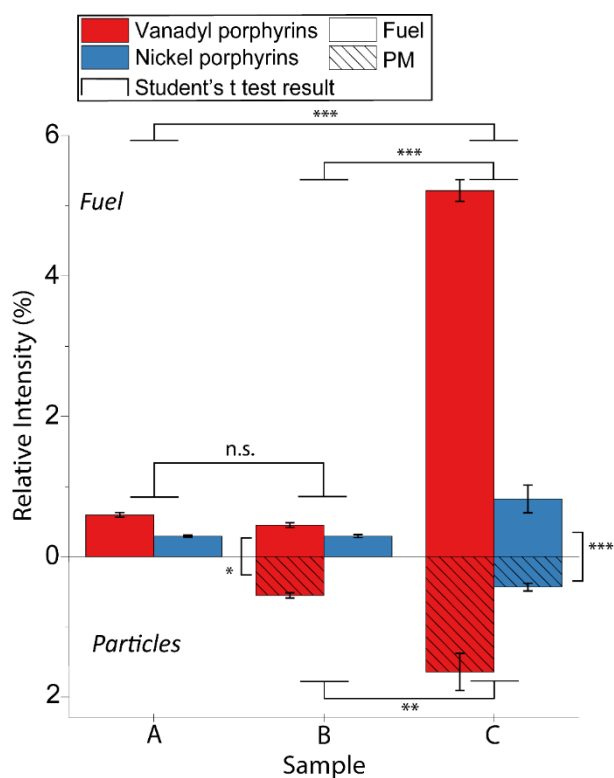 Vanadyl porphyrins Fuel
Nickel porphyrins PM
Student's t test result
***
***
Fuel
n.s.
*
***
Particles
**
6
4
2
0
2
Relative Intensity (%)
A B C
Sample